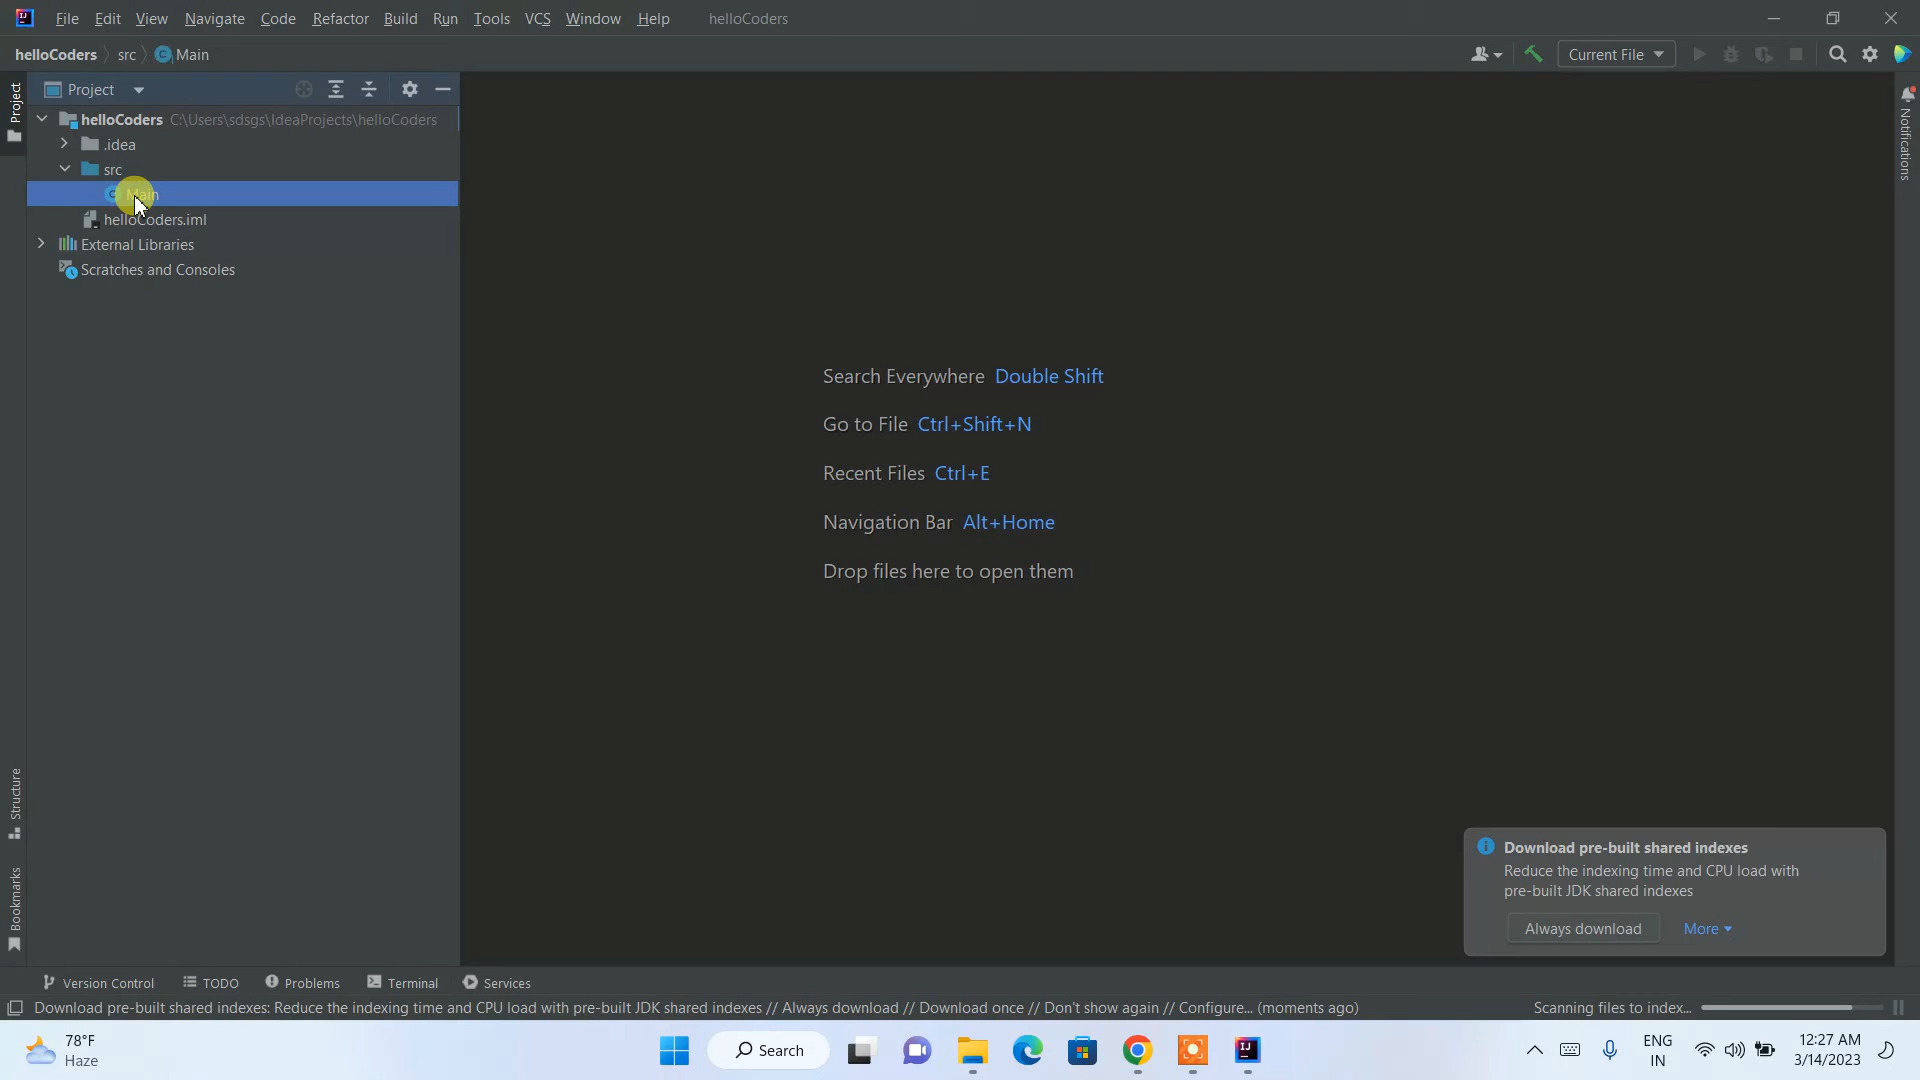 File Edit View Navigate Code Refactor Build Run Tools VCS Window Help helloCoders
helloCoders src Main
Current File
Project
Project
helloCoders C:\Users\sdsgs\IdeaProjects\helloCoders
.idea
src
Main
helloCoders.iml
External Libraries
Scratches and Consoles
Notifications
Search Everywhere Double Shift
Go to File Ctrl+Shift+N
Recent Files Ctrl+E
Navigation Bar Alt+Home
Drop files here to open them
Structure
Bookmarks
Download pre-built shared indexes
Reduce the indexing time and CPU load with
pre-built JDK shared indexes
Always download More
Version Control TODO Problems Terminal Services
Download pre-built shared indexes: Reduce the indexing time and CPU load with pre-built JDK shared indexes // Always download // Download once // Don't show again // Configure... (moments ago) Scanning files to index...
78°F
Haze
Search
ENG
IN
12:27 AM
3/14/2023